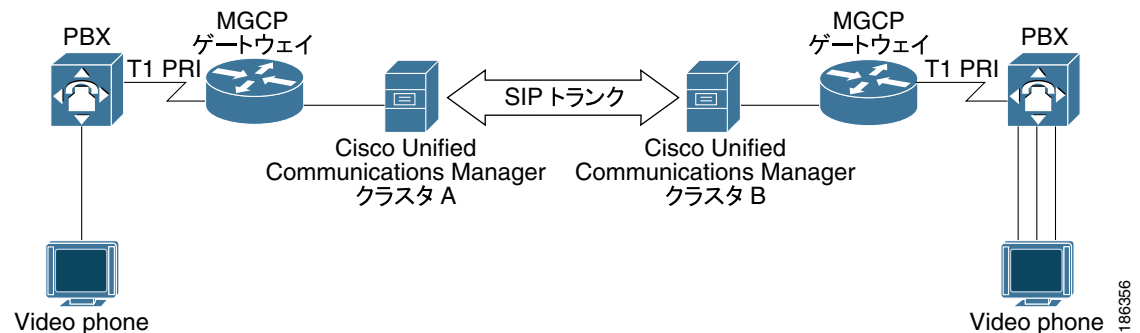 PBX
MGCP
ゲートウェイ
T1 PRI
SIP トランク
MGCP
ゲートウェイ
T1 PRI
PBX
Cisco Unified
Communications Manager
クラスタ A
Cisco Unified
Communications Manager
クラスタ B
Video phone
Video phone
186356